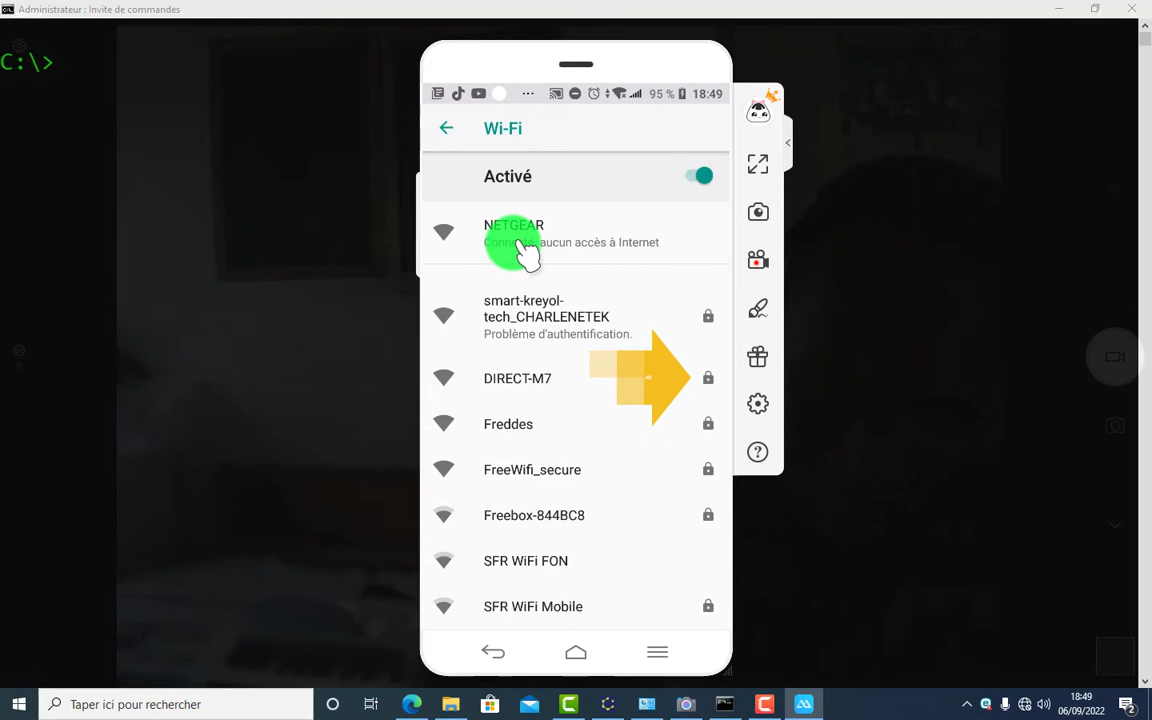 Administrateur : Invite de commandes
C:\>
95 % 18:49
Wi-Fi
Activé
NETGEAR
Connecté, aucun accès à Internet
smart-kreyol-
tech_CHARLENETEK
Problème d'authentification.
DIRECT-M7
Freddes
FreeWifi_secure
Freebox-844BC8
SFR WiFi FON
SFR WiFi Mobile
Taper ici pour rechercher
18:49
06/09/2022
2